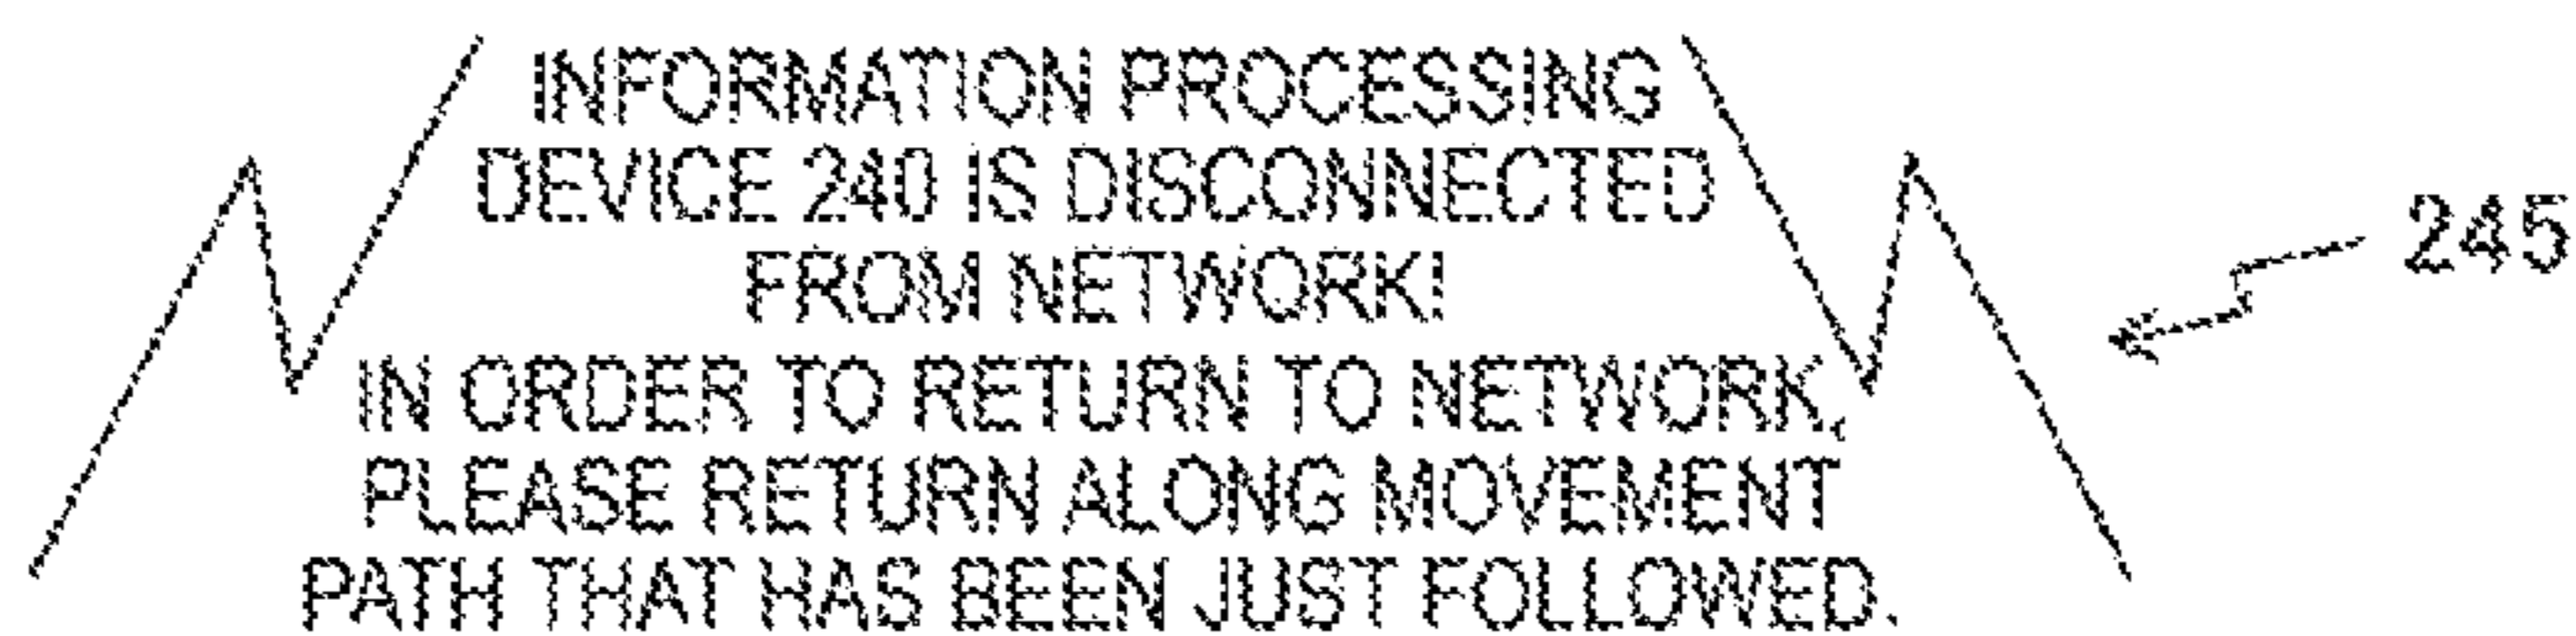 INFORMATION PROCESSING
DEVICE 240 IS DISCONNECTED
FROM NETWORK!
245
IN ORDER TO RETURN TO NETWORK,
PLEASE RETURN ALONG MOVEMENT
PATH THAT HAS BEEN JUST FOLLOWED.